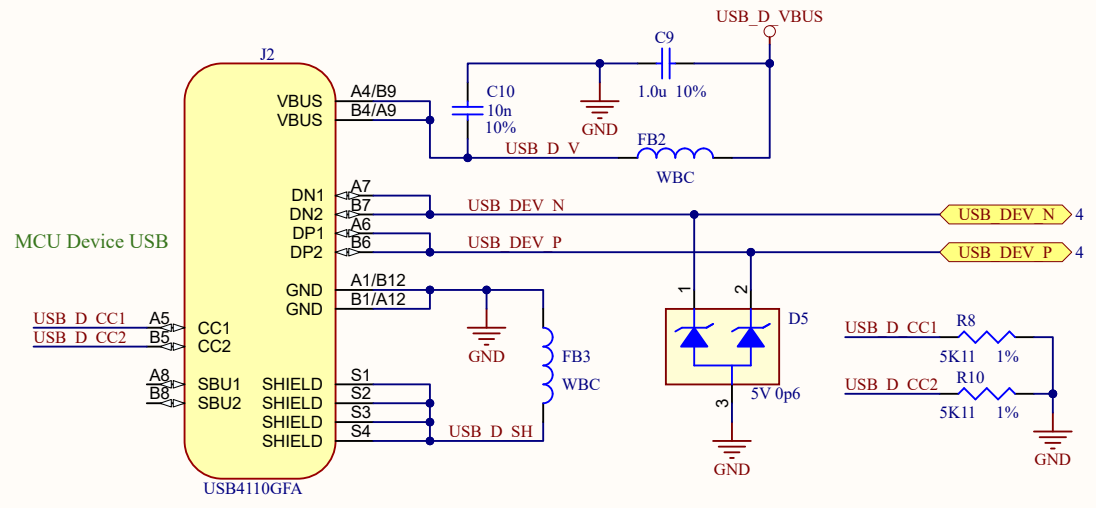 USB_D_VBUS
J2
C9
1.0u 10%
GND
C10
10n
10%
VBUS A4/B9
VBUS B4/A9
USB_D_V
FB2
WBC
DN1 A7
DN2 B7
USB_DEV_N
USB_DEV_N 4
DP1 A6
DP2 B6
USB_DEV_P
USB_DEV_P 4
MCU Device USB
GND A1/B12
GND B1/A12
GND
1
2
D5
5V 0p6
3
GND
USB_D_CC1 A5 CC1
USB_D_CC2 B5 CC2
FB3
WBC
A8 SBU1
B8 SBU2
SHIELD S1
SHIELD S2
SHIELD S3
SHIELD S4
USB_D_SH
USB4110GFA
USB_D_CC1
R8
5K11 1%
USB_D_CC2
R10
5K11 1%
GND